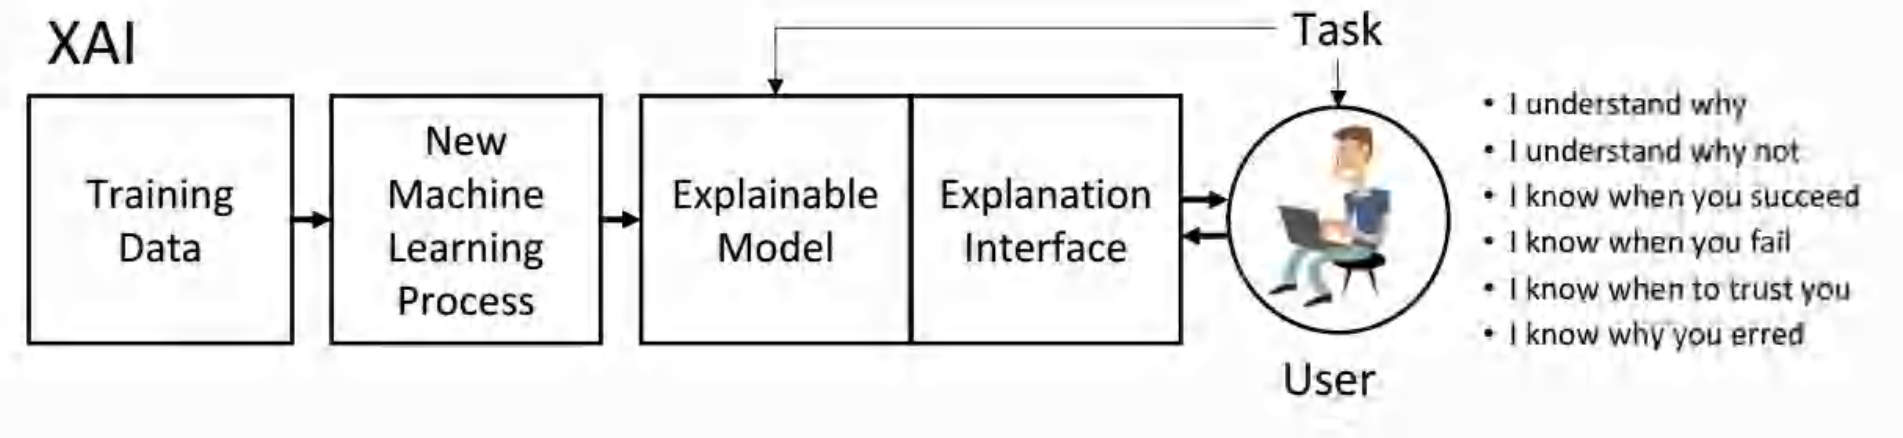 XAI
Task
Training
Data
New
Machine
Learning
Process
Explainable
Model
Explanation
Interface
User
• I understand why
• I understand why not
• I know when you succeed
• I know when you fail
• I know when to trust you
• I know why you erred